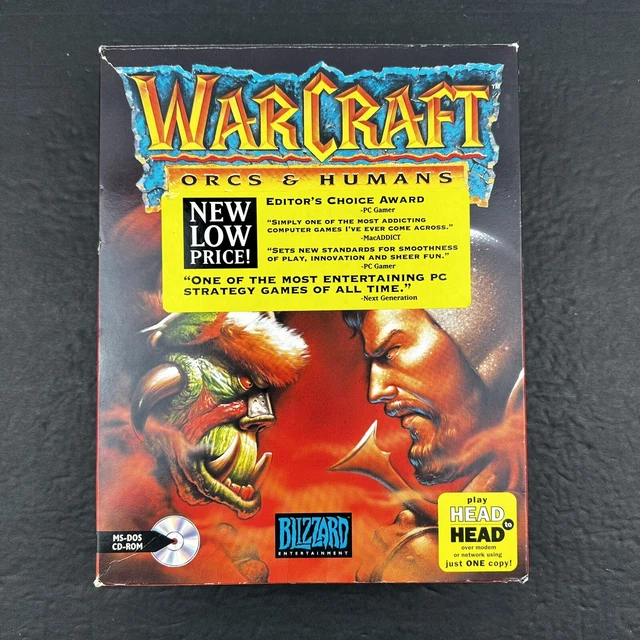 WARCRAFT
TM
ORCS & HUMANS
NEW
LOW
PRICE!
EDITOR'S CHOICE AWARD
-PC Gamer
"SIMPLY ONE OF THE MOST ADDICTING
COMPUTER GAMES I'VE EVER COME ACROSS."
-MacADDICT
"SETS NEW STANDARDS FOR SMOOTHNESS
OF PLAY, INNOVATION AND SHEER FUN."
-PC Gamer
"ONE OF THE MOST ENTERTAINING PC
STRATEGY GAMES OF ALL TIME."
-Next Generation
MS-DOS
CD-ROM
BLIZZARD
ENTERTAINMENT
play
HEAD
to
HEAD
over modem
or network using
just ONE copy!